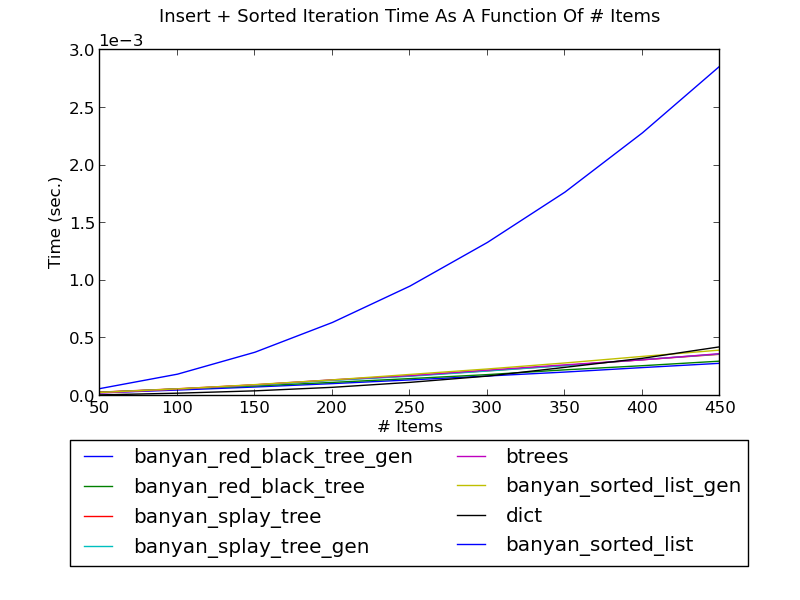 Insert + Sorted Iteration Time As A Function Of # Items
1e−3
3.0
2.5
2.0
1.5
1.0
0.5
0.0
Time (sec.)
50 100 150 200 250 300 350 400 450
# Items
banyan_red_black_tree_gen
banyan_red_black_tree
banyan_splay_tree
banyan_splay_tree_gen
btrees
banyan_sorted_list_gen
dict
banyan_sorted_list